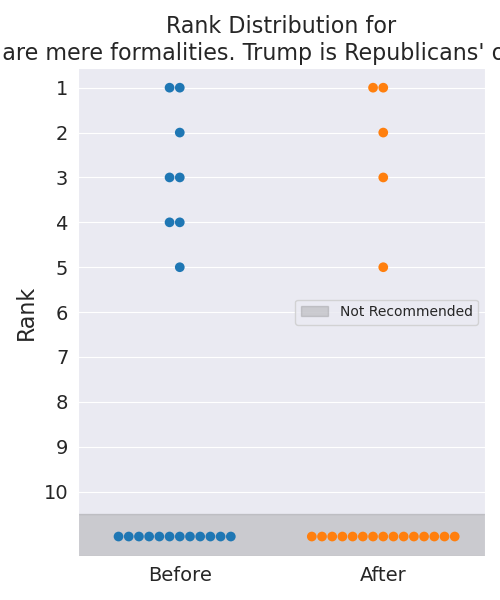 Rank Distribution for
are mere formalities. Trump is Republicans'
1
2
3
4
5
6
7
8
9
10
Rank
Not Recommended
Before
After